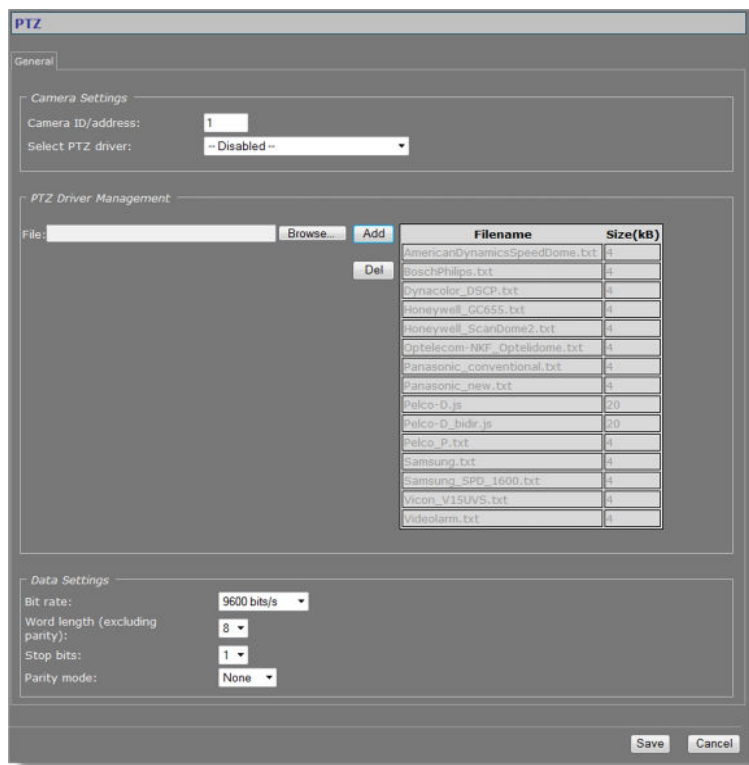 PTZ
General
Camera Settings
Camera ID/address: 1
Select PTZ driver: -- Disabled --
PTZ Driver Management
File: Browse... Add
Del
Filename Size(kB)
AmericanDynamicsSpeedDome.txt 4
BoschPhilips.txt 4
Dynacolor_DSCP.txt 4
Honeywell_GC655.txt 4
Honeywell_ScanDome2.txt 4
Optelecom-NKF_Optelidome.txt 4
Panasonic_conventional.txt 4
Panasonic_new.txt 4
Pelco-D.js 20
Pelco-D_bidir.js 20
Pelco_P.txt 4
Samsung.txt 4
Samsung_SPD_1600.txt 4
Vicon_V15UVS.txt 4
Videolarm.txt 4
Data Settings
Bit rate: 9600 bits/s
Word length (excluding
parity): 8
Stop bits: 1
Parity mode: None
Save Cancel